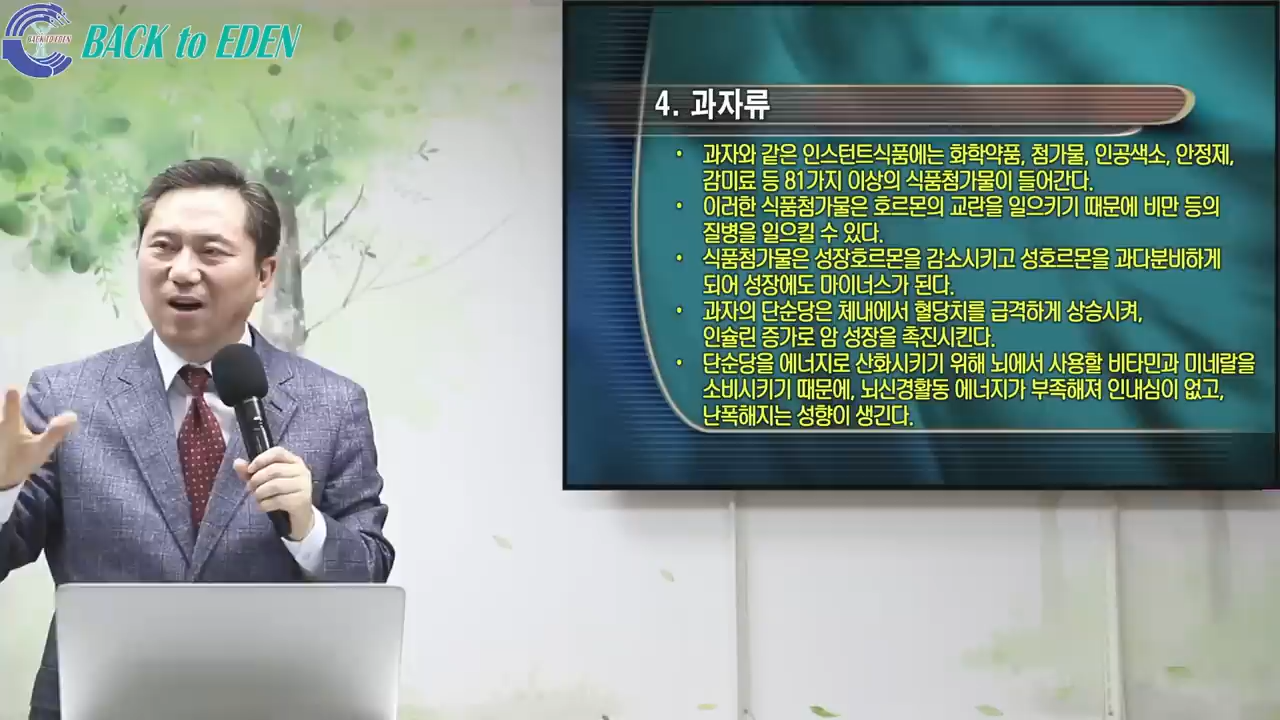 BACK to EDEN
BACK TO EDEN
4. 과자류
• 과자와 같은 인스턴트식품에는 화학약품, 첨가물, 인공색소, 안정제,
감미료 등 81가지 이상의 식품첨가물이 들어간다.
• 이러한 식품첨가물은 호르몬의 교란을 일으키기 때문에 비만 등의
질병을 일으킬 수 있다.
• 식품첨가물은 성장호르몬을 감소시키고 성호르몬을 과다분비하게
되어 성장에도 마이너스가 된다.
• 과자의 단순당은 체내에서 혈당치를 급격하게 상승시켜,
인슐린 증가로 암 성장을 촉진시킨다.
• 단순당을 에너지로 산화시키기 위해 뇌에서 사용할 비타민과 미네랄을
소비시키기 때문에, 뇌신경활동 에너지가 부족해져 인내심이 없고,
난폭해지는 성향이 생긴다.